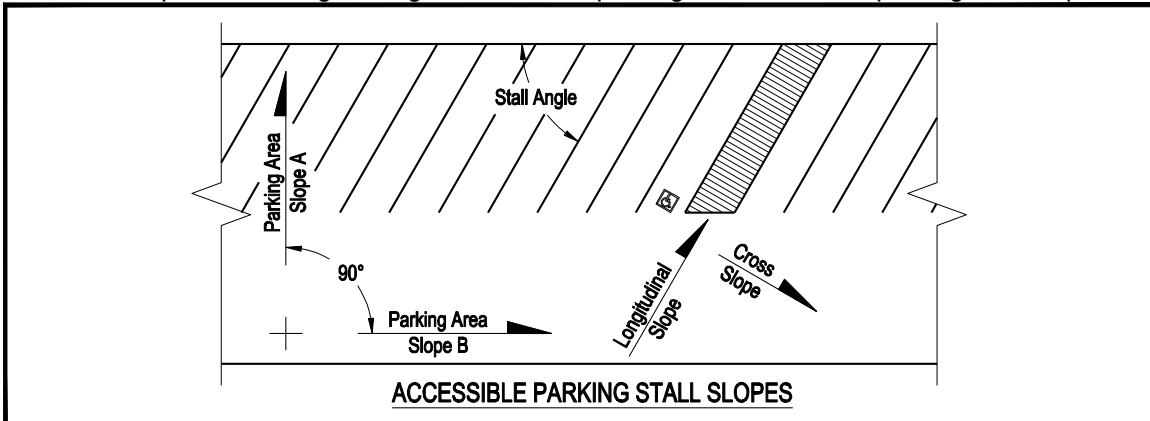 Stall Angle
Parking Area
Slope A
90°
Parking Area
Slope B
Longitudinal
Slope
Cross
Slope
ACCESSIBLE PARKING STALL SLOPES